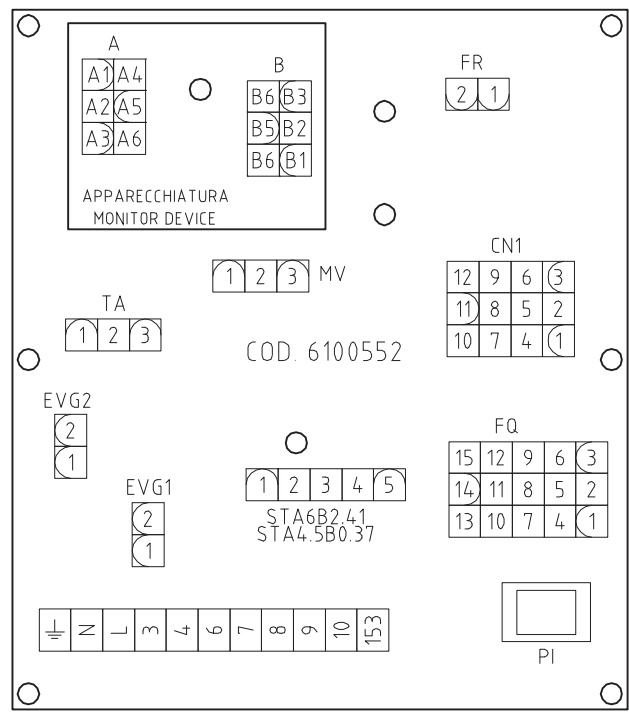 A
A1 A4
A2 A5
A3 A6
B
B6 B3
B5 B2
B6 B1
APPARECCHIATURA
MONITOR DEVICE
FR
2 1
1 2 3 MV
CN1
12 9 6 3
11 8 5 2
10 7 4 1
TA
1 2 3
COD. 6100552
EVG2
2
1
EVG1
2
1
1 2 3 4 5
STA6B2.41
STA4.5B0.37
FQ
15 12 9 6 3
14 11 8 5 2
13 10 7 4 1
N L 3 4 6 7 8 9 10 153
PI